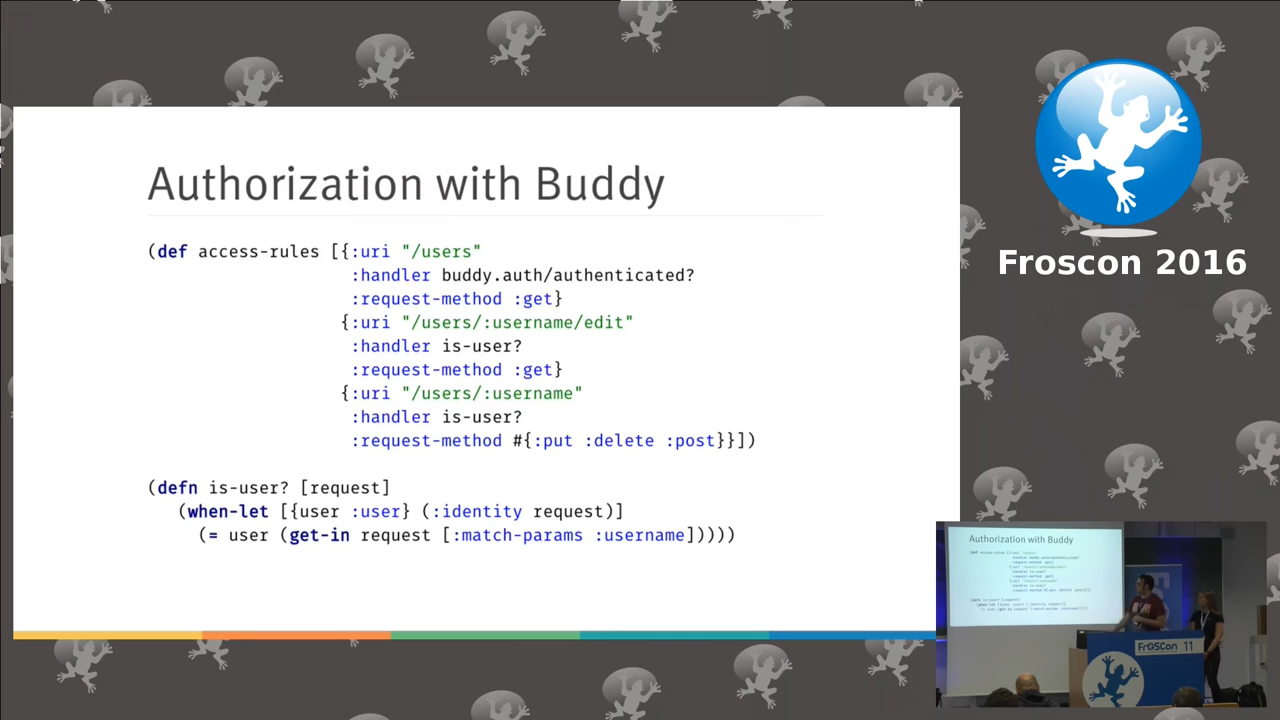 Authorization with Buddy
(def access-rules [{:uri "/users"
:handler buddy.auth/authenticated?
:request-method :get}
{:uri "/users/:username/edit"
:handler is-user?
:request-method :get}
{:uri "/users/:username"
:handler is-user?
:request-method #{:put :delete :post}}])
(defn is-user? [request]
(when-let [{user :user} (:identity request)]
(= user (get-in request [:match-params :username]))))
Froscon 2016
Authorization with Buddy
FrOSCon 11